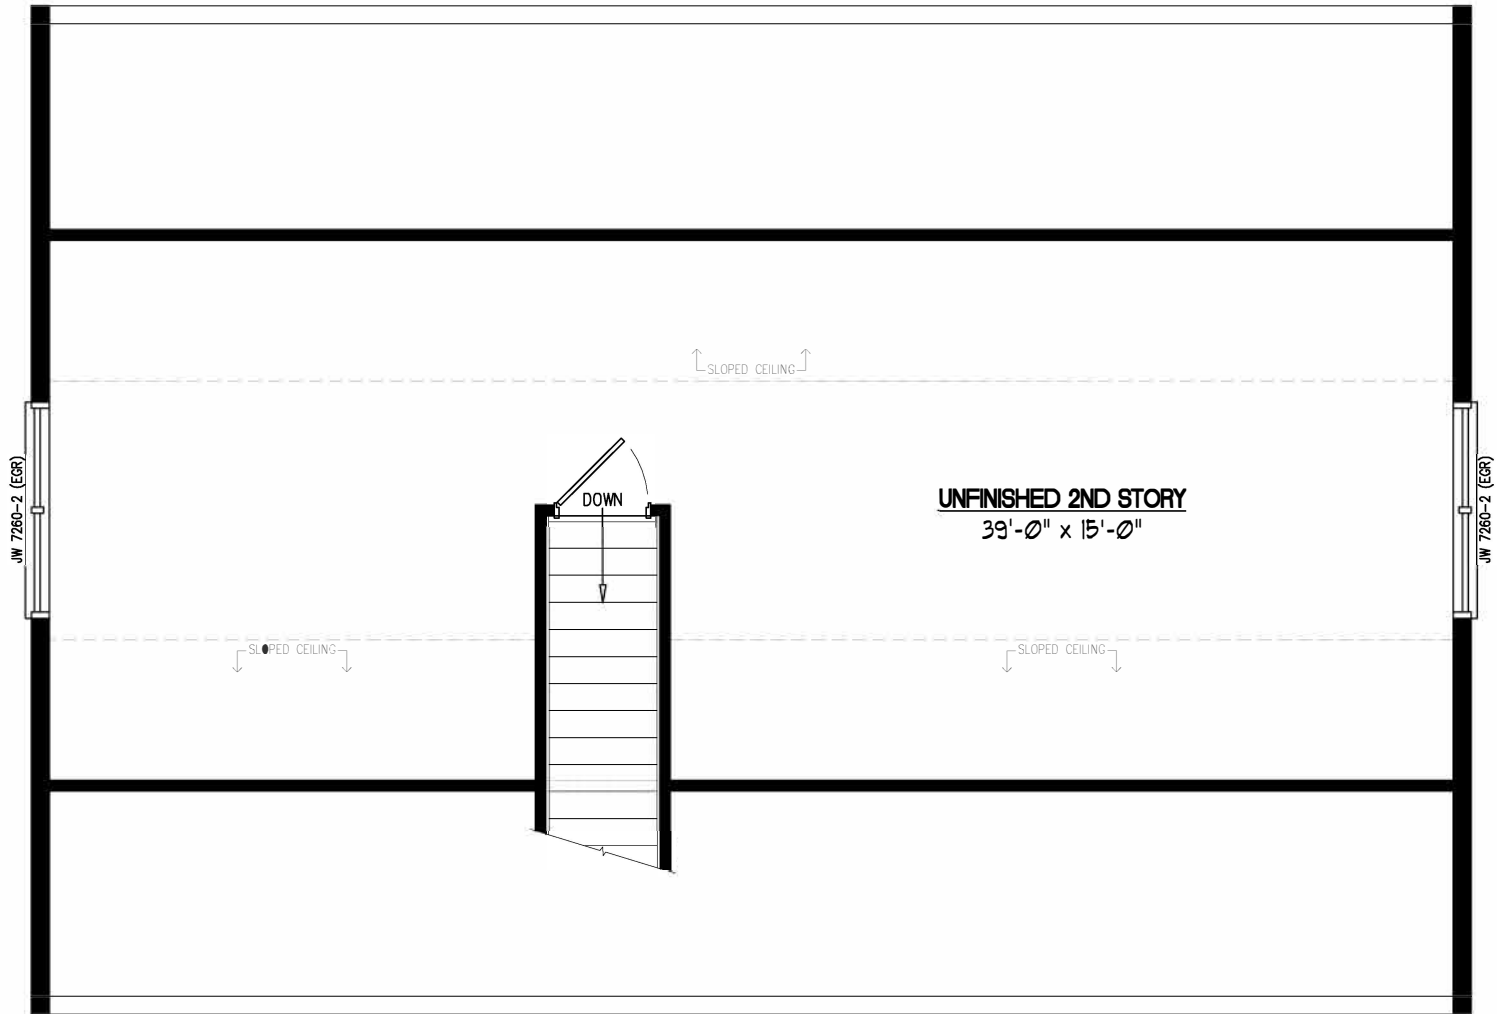 SLOPED CEILING
JW 7260-2 (EGR)
DOWN
UNFINISHED 2ND STORY
39'-0" x 15'-0"
JW 7260-2 (EGR)
SLOPED CEILING
SLOPED CEILING